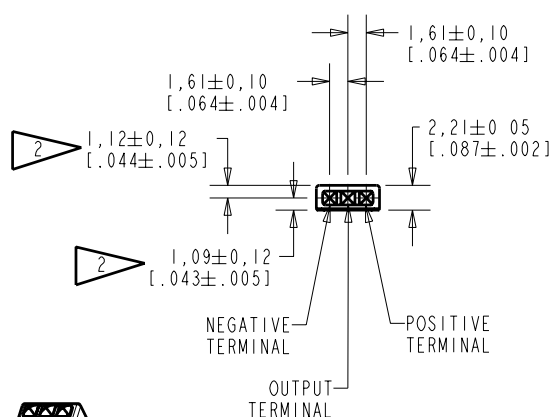 1,61±0,10
[.064±.004]
1,61±0,10
[.064±.004]
2
1,12±0,12
[.044±.005]
2,21±0 05
[.087±.002]
2
1,09±0,12
[.043±.005]
NEGATIVE
TERMINAL
POSITIVE
TERMINAL
OUTPUT
TERMINAL